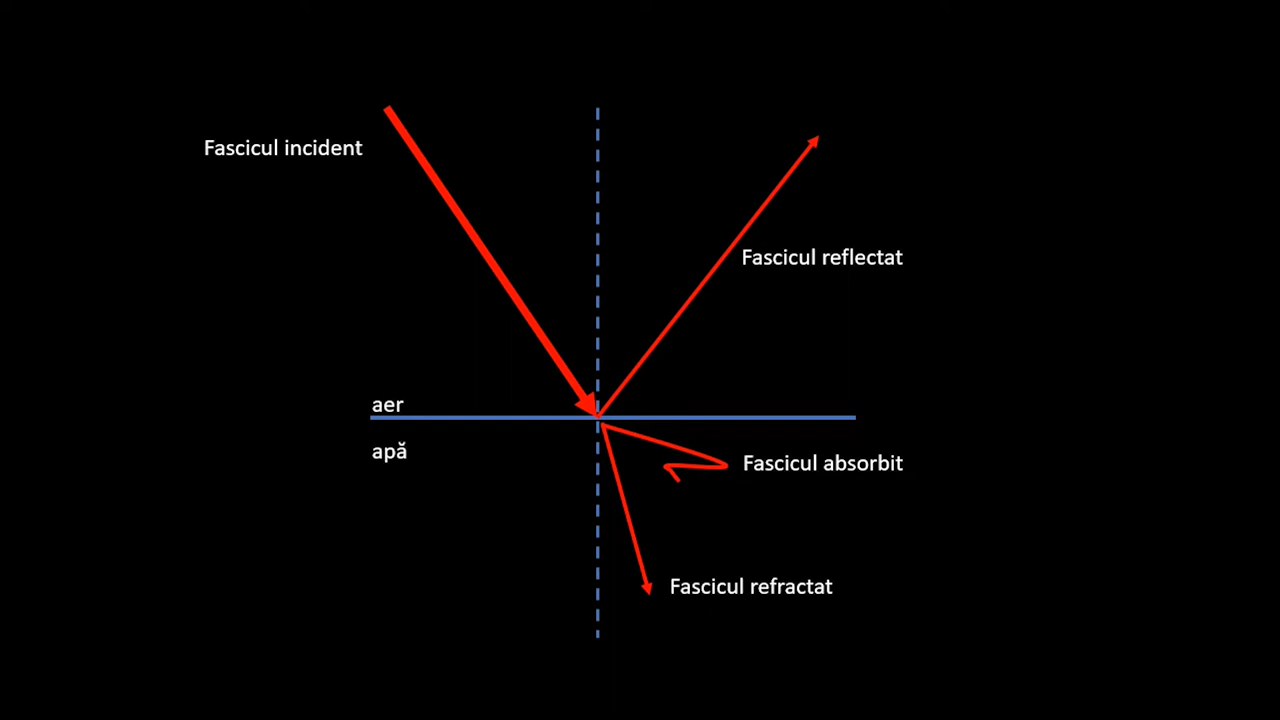 Fascicul incident
Fascicul reflectat
aer
apă
Fascicul absorbit
Fascicul refractat